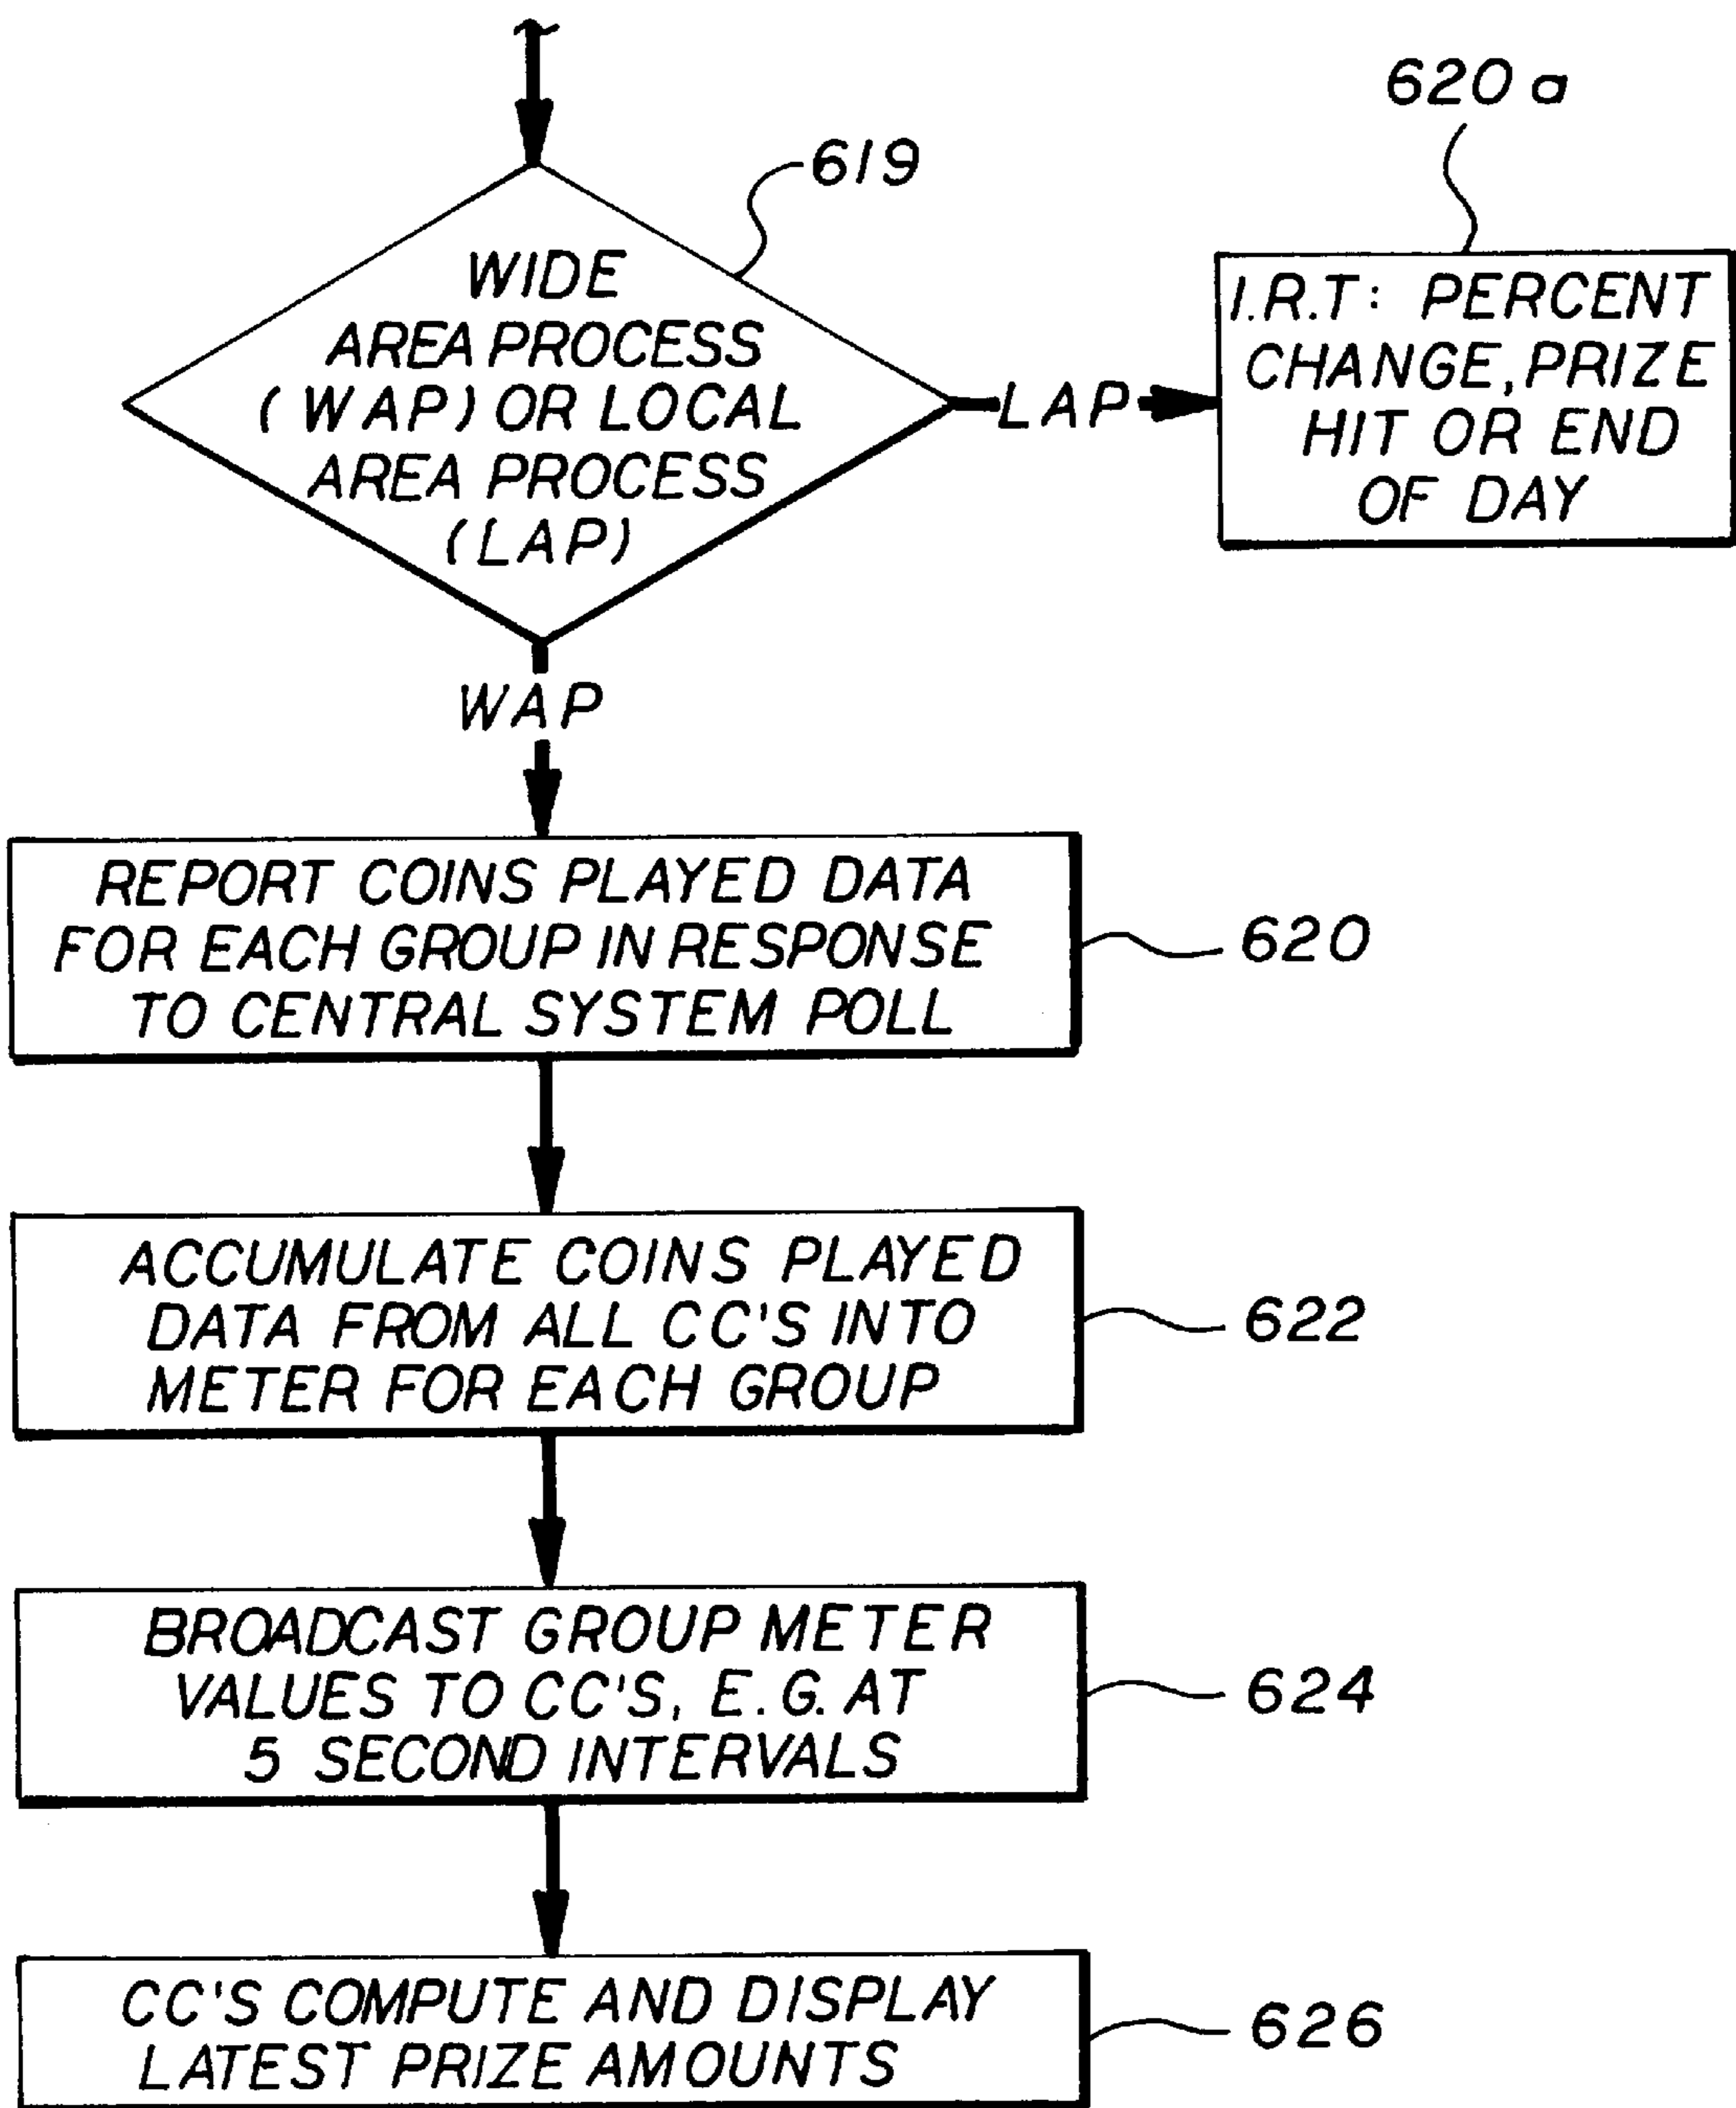 620a
619
WIDE
AREA PROCESS
(WAP) OR LOCAL
AREA PROCESS
(LAP)
LAP
I.R.T: PERCENT
CHANGE, PRIZE
HIT OR END
OF DAY
WAP
REPORT COINS PLAYED DATA
FOR EACH GROUP IN RESPONSE
TO CENTRAL SYSTEM POLL
620
ACCUMULATE COINS PLAYED
DATA FROM ALL CC'S INTO
METER FOR EACH GROUP
622
BROADCAST GROUP METER
VALUES TO CC'S, E.G. AT
5 SECOND INTERVALS
624
CC'S COMPUTE AND DISPLAY
LATEST PRIZE AMOUNTS
626